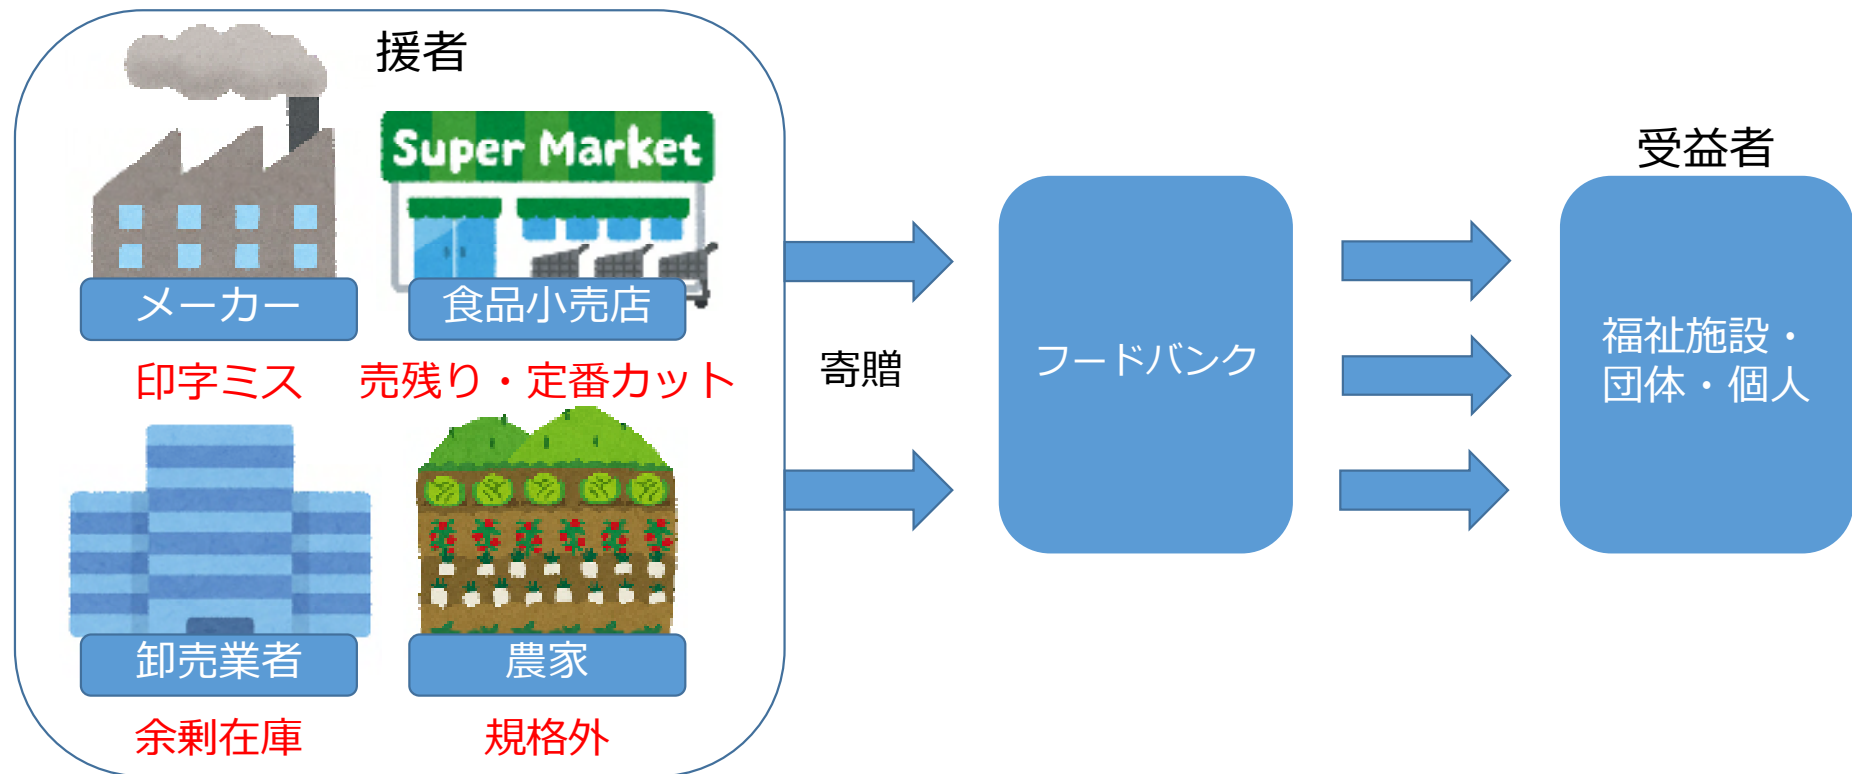 援者
Super Market
メーカー
食品小売店
印字ミス
売残り・定番カット
卸売業者
農家
余剰在庫
規格外
寄贈
フードバンク
受益者
福祉施設・
団体・個人